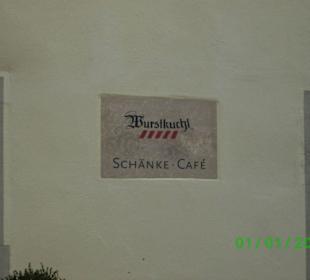 Wurstkuchl
SCHÄNKE · CAFÉ
01/01/20